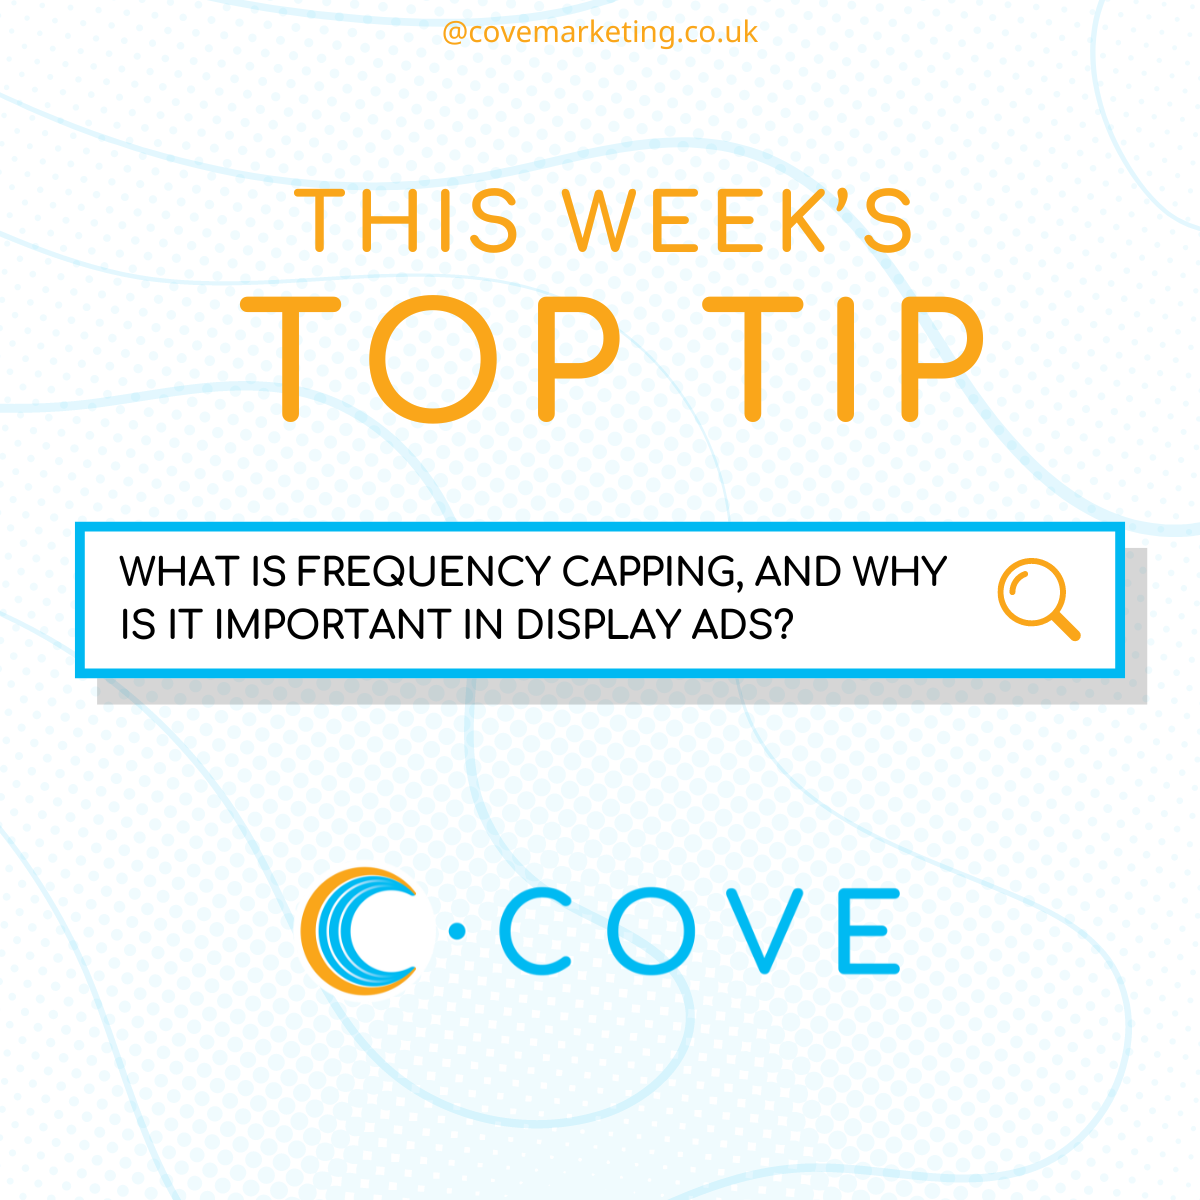 @covemarketing.co.uk
THIS WEEK’S
TOP TIP
WHAT IS FREQUENCY CAPPING, AND WHY
IS IT IMPORTANT IN DISPLAY ADS?
C·COVE